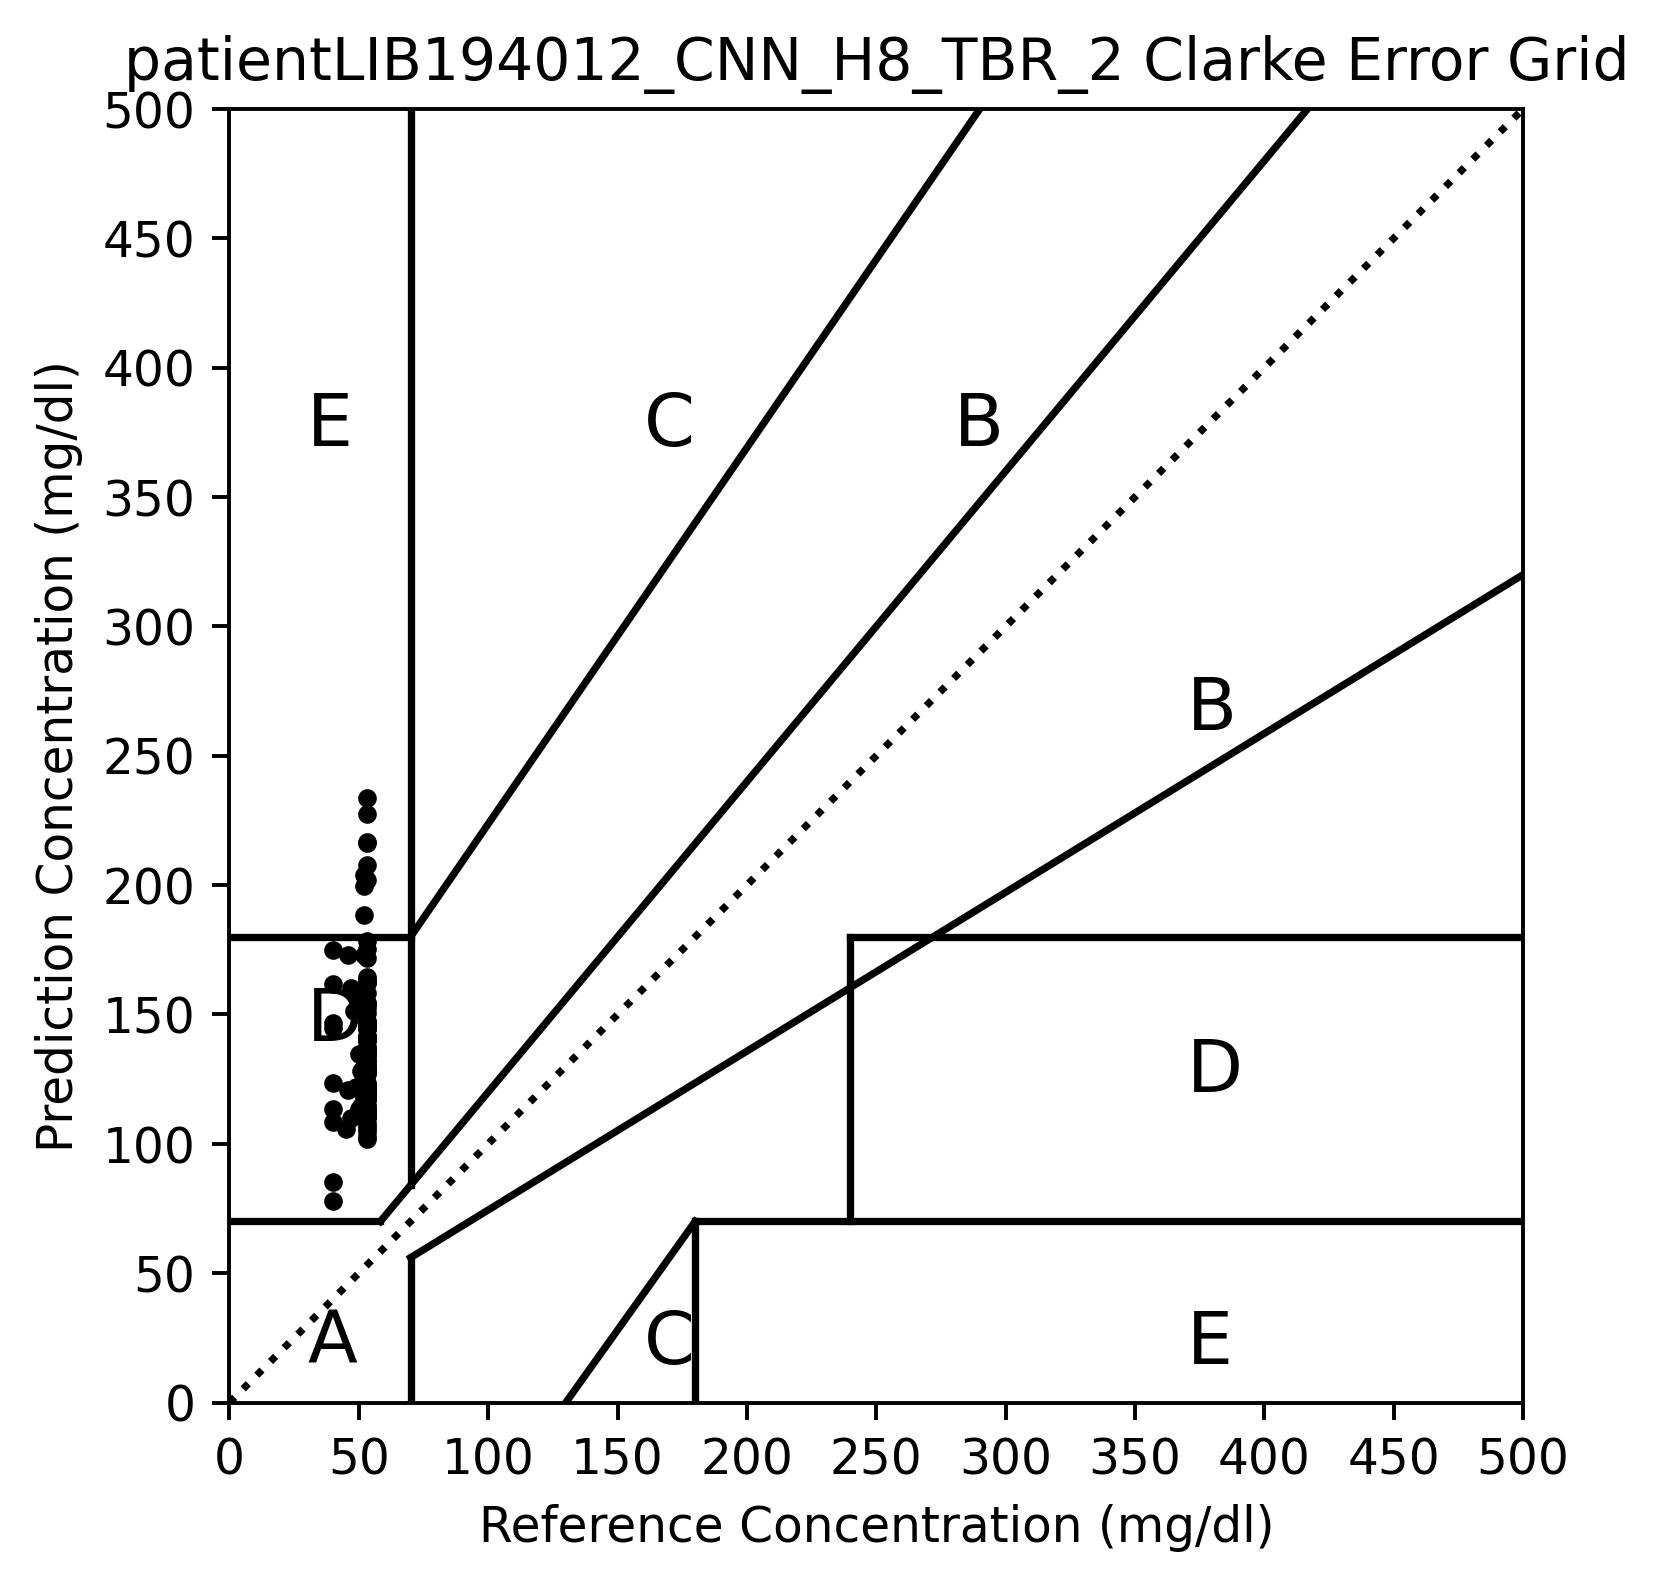 patientLIB194012_CNN_H8_TBR_2 Clarke Error Grid
500
450
400
350
300
250
200
150
100
50
0
Prediction Concentration (mg/dl)
E
C
B
B
D
D
A
C
E
0 50 100 150 200 250 300 350 400 450 500
Reference Concentration (mg/dl)